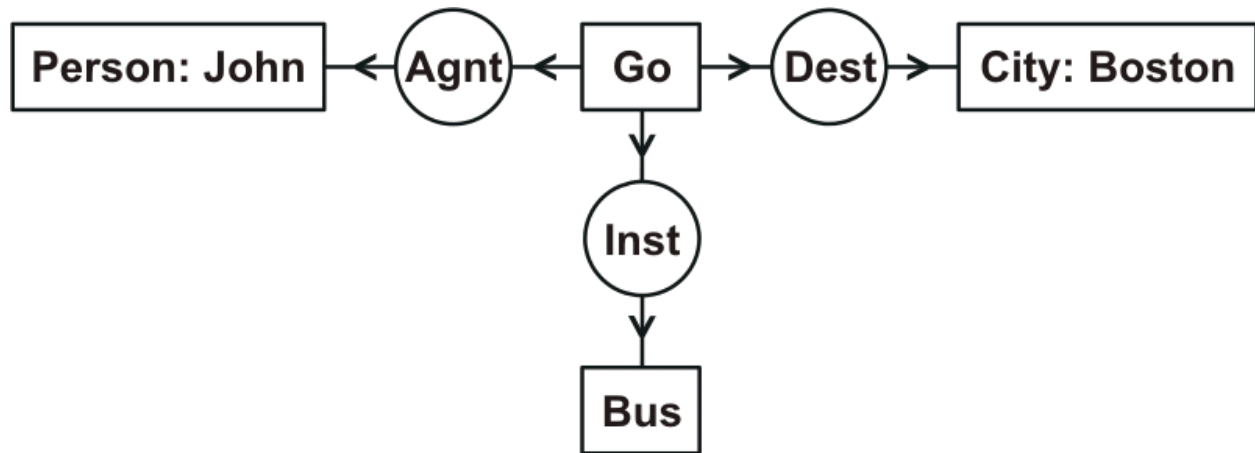 Person: John
Agnt
Go
Dest
City: Boston
Inst
Bus